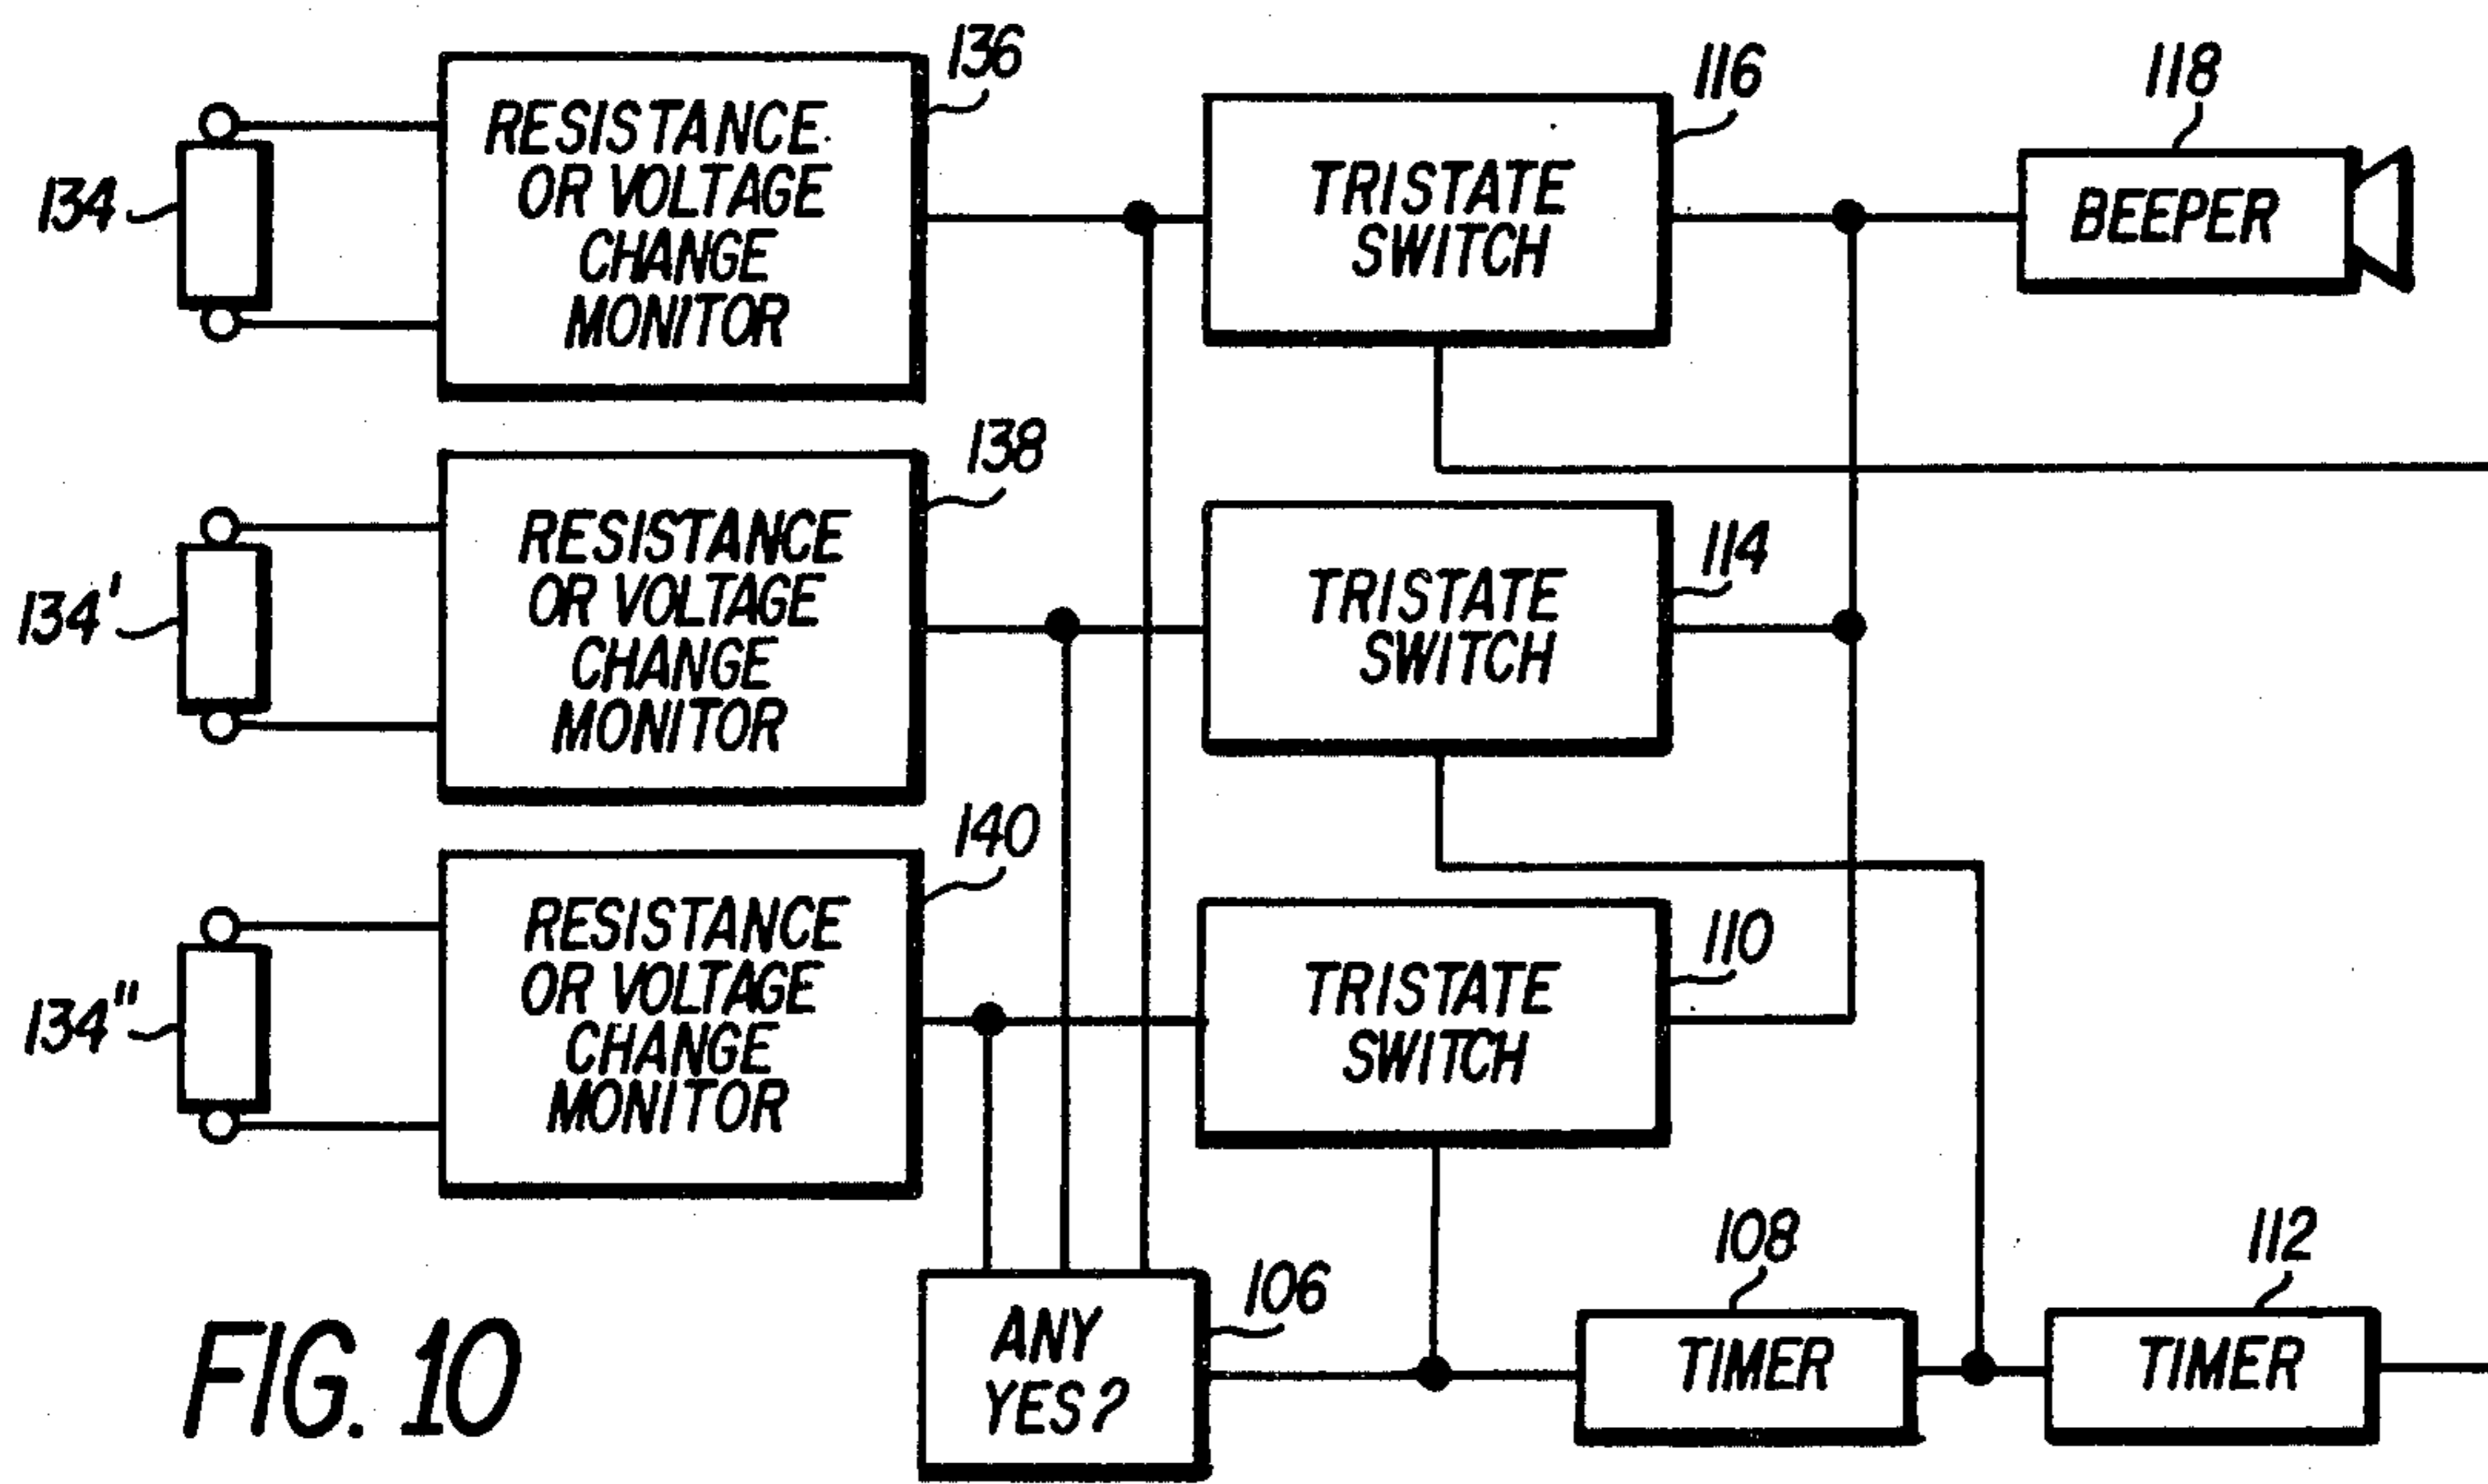 136
116
118
RESISTANCE
OR VOLTAGE
CHANGE
MONITOR
TRISTATE
SWITCH
BEEPER
134
138
114
RESISTANCE
OR VOLTAGE
CHANGE
MONITOR
TRISTATE
SWITCH
134'
140
110
RESISTANCE
OR VOLTAGE
CHANGE
MONITOR
TRISTATE
SWITCH
134"
106
108
112
ANY
YES?
TIMER
TIMER
FIG. 10